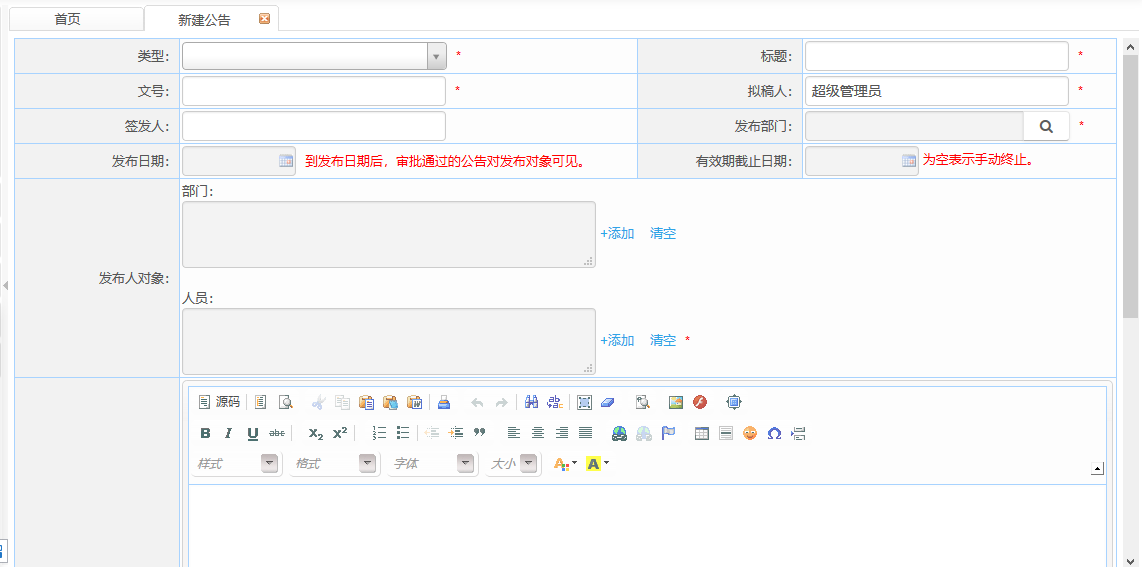 首页 新建公告
类型: * 标题: *
文号: * 拟稿人: 超级管理员 *
签发人: 发布部门: *
发布日期: 到发布日期后，审批通过的公告对发布对象可见。 有效期截止日期: 为空表示手动终止。
部门:
+添加 清空
发布人对象:
人员:
+添加 清空 *
源码
B I U abc X₂ X²
样式 格式 字体 大小 A A